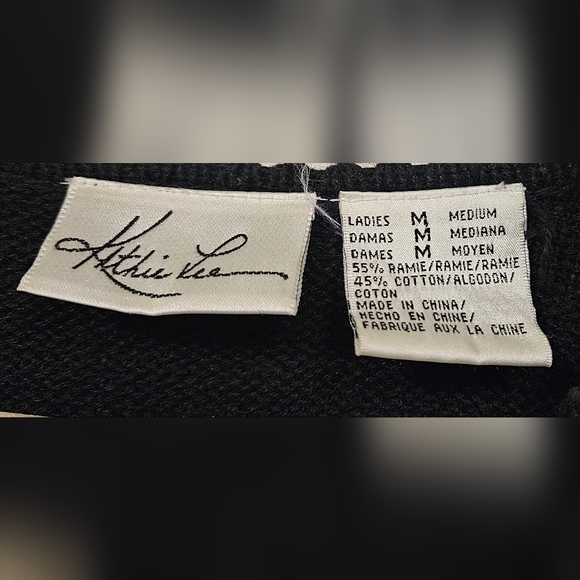 Kathie Lee
LADIES M MEDIUM
DAMAS M MEDIANA
DAMES M MOYEN
55% RAMIE/RAMIE/RAMIE
45% COTTON/ALGODON/
COTON
MADE IN CHINA/
HECHO EN CHINE/
FABRIQUE AUX LA CHINE